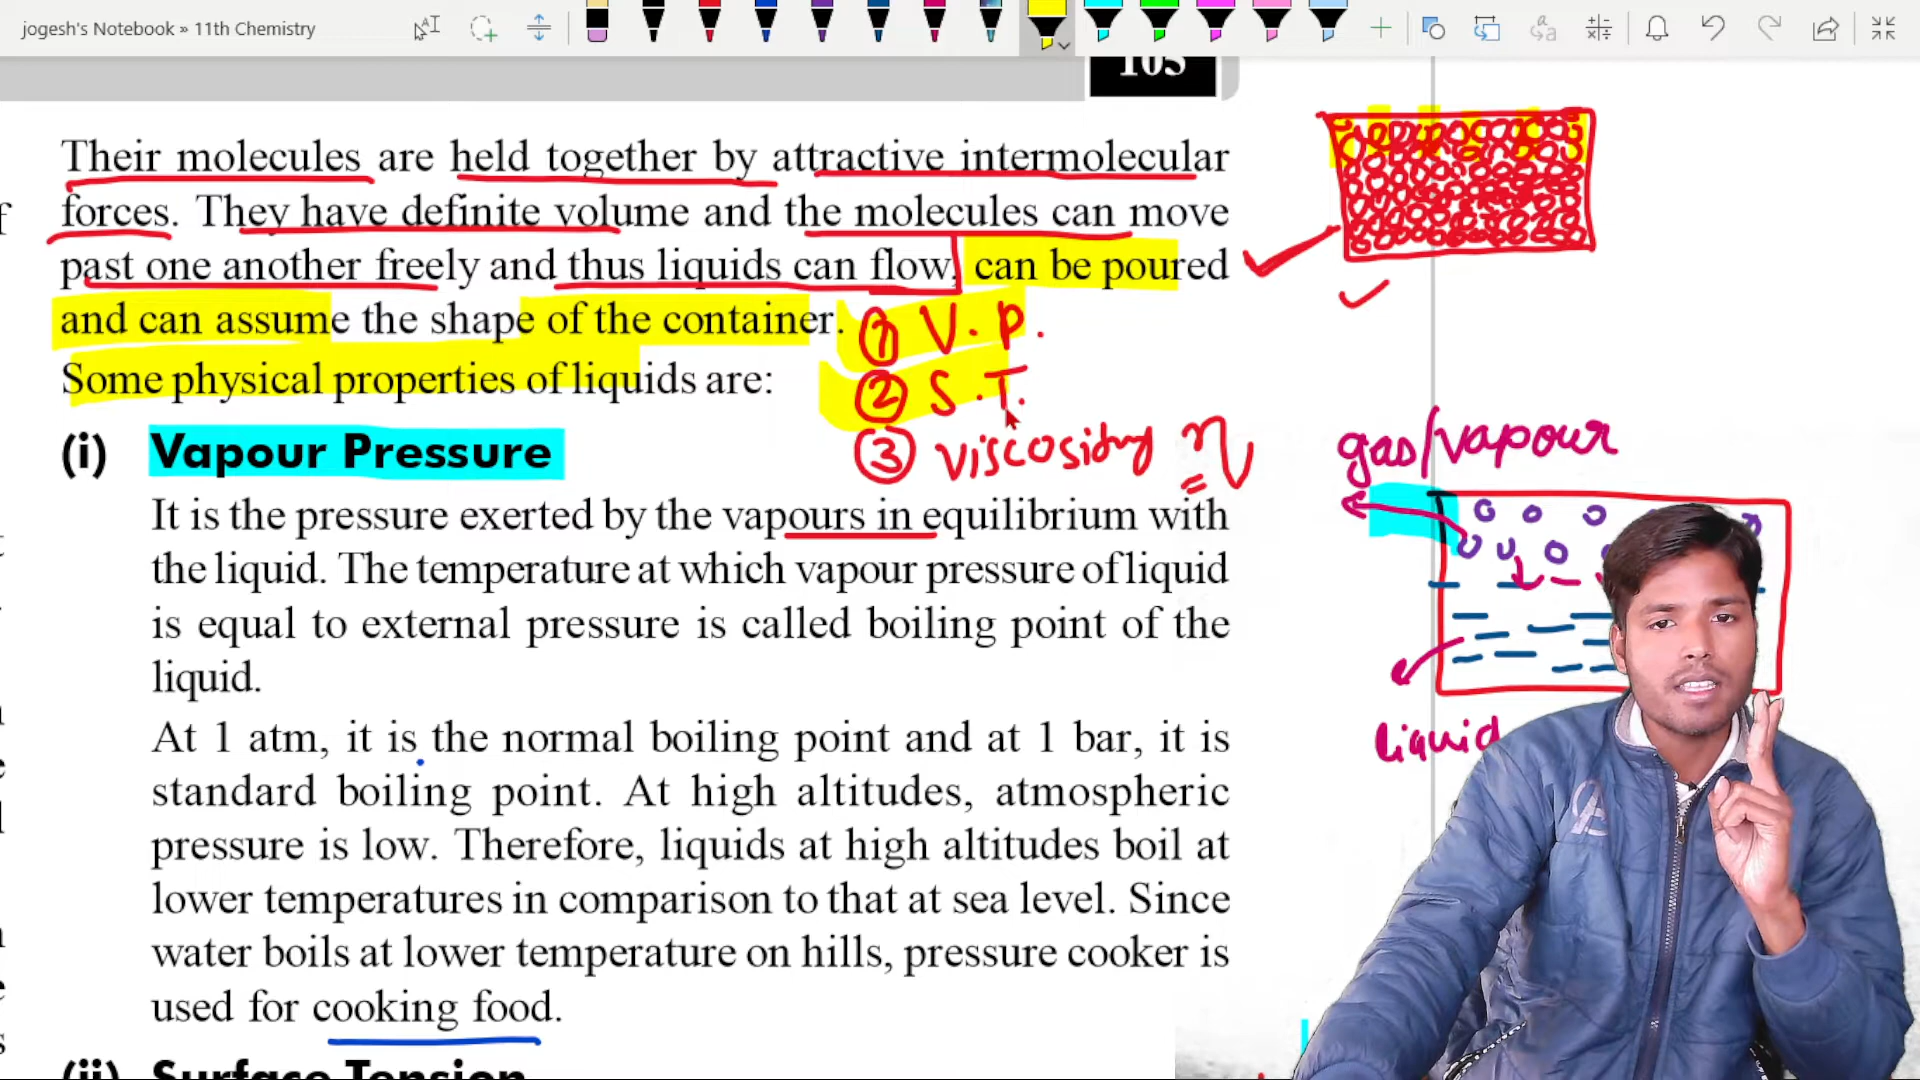 jogesh's Notebook » 11th Chemistry
105
Their molecules are held together by attractive intermolecular
forces. They have definite volume and the molecules can move
past one another freely and thus liquids can flow, can be poured
and can assume the shape of the container.
① V.P.
Some physical properties of liquids are:
② S.T.
③ viscosity η
(i) Vapour Pressure
gas/vapour
It is the pressure exerted by the vapours in equilibrium with
the liquid. The temperature at which vapour pressure of liquid
is equal to external pressure is called boiling point of the
liquid.
liquid
At 1 atm, it is the normal boiling point and at 1 bar, it is
standard boiling point. At high altitudes, atmospheric
pressure is low. Therefore, liquids at high altitudes boil at
lower temperatures in comparison to that at sea level. Since
water boils at lower temperature on hills, pressure cooker is
used for cooking food.
(ii) Surface Tension